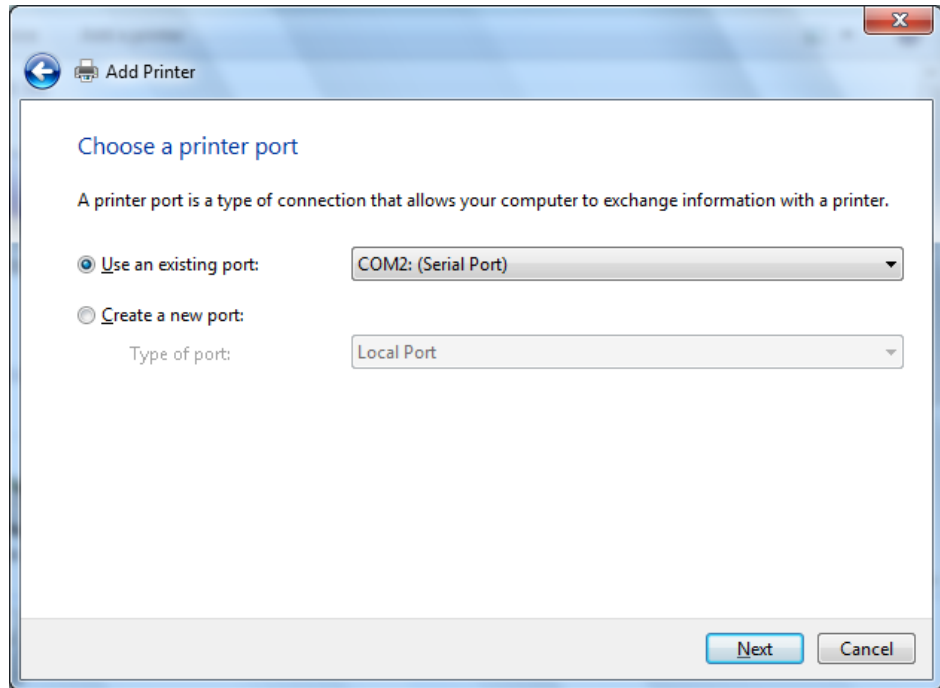 Add Printer
Choose a printer port
A printer port is a type of connection that allows your computer to exchange information with a printer.
Use an existing port: COM2: (Serial Port)
Create a new port:
Type of port: Local Port
Next Cancel